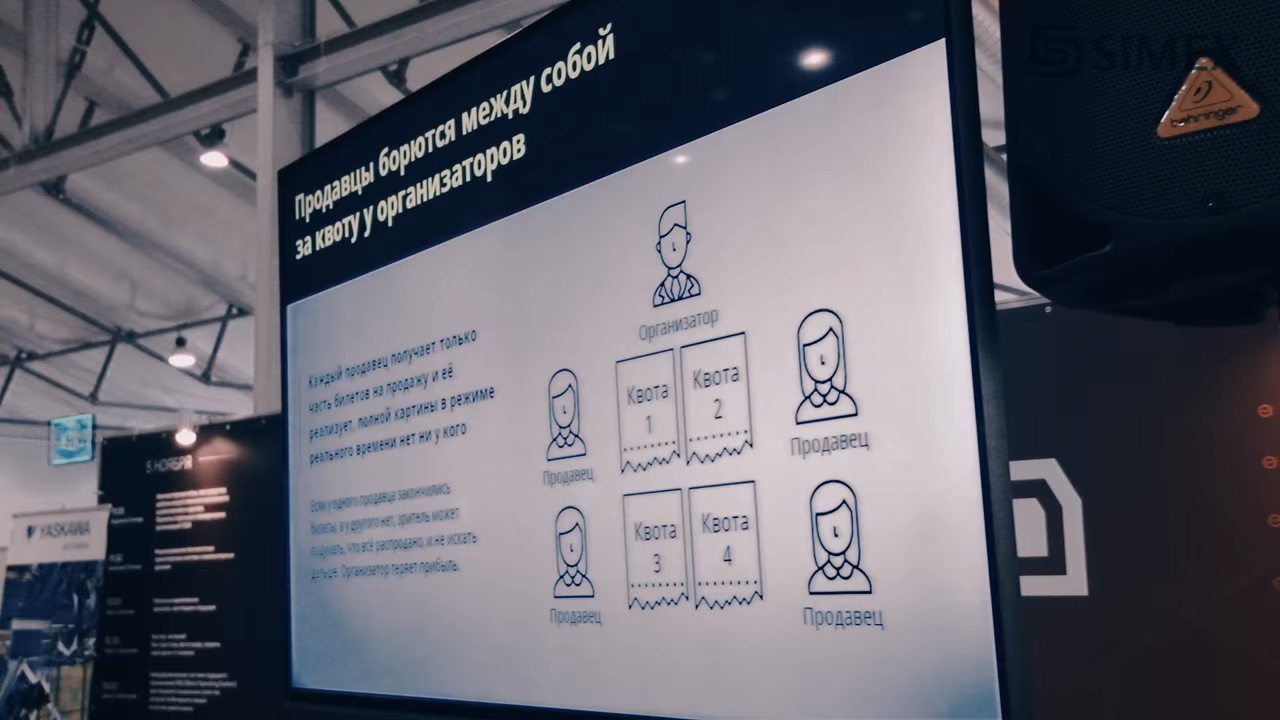 Продавцы борются между собой
за квоту у организаторов
Каждый продавец получает только
часть билетов на продажу и её
реализует, полной картины в режиме
реального времени нет ни у кого
Если у одного продавца закончились
билеты, а у другого нет, зритель может
подумать, что всё распродано, и не искать
дальше. Организатор теряет прибыль.
Организатор
Квота
1
Квота
2
Продавец
Продавец
Квота
3
Квота
4
Продавец
Продавец
SIMEX
behringer
5 НОЯБРЯ
YASKAWA